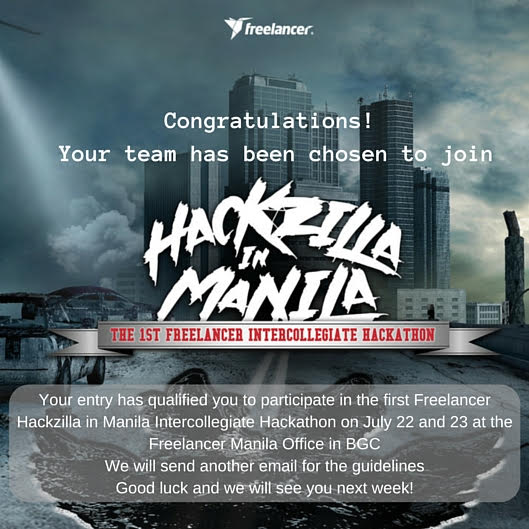 freelancer
Congratulations!
Your team has been chosen to join
HACKZILLA
IN
MANILA
THE 1ST FREELANCER INTERCOLLEGIATE HACKATHON
Your entry has qualified you to participate in the first Freelancer
Hackzilla in Manila Intercollegiate Hackathon on July 22 and 23 at the
Freelancer Manila Office in BGC
We will send another email for the guidelines
Good luck and we will see you next week!